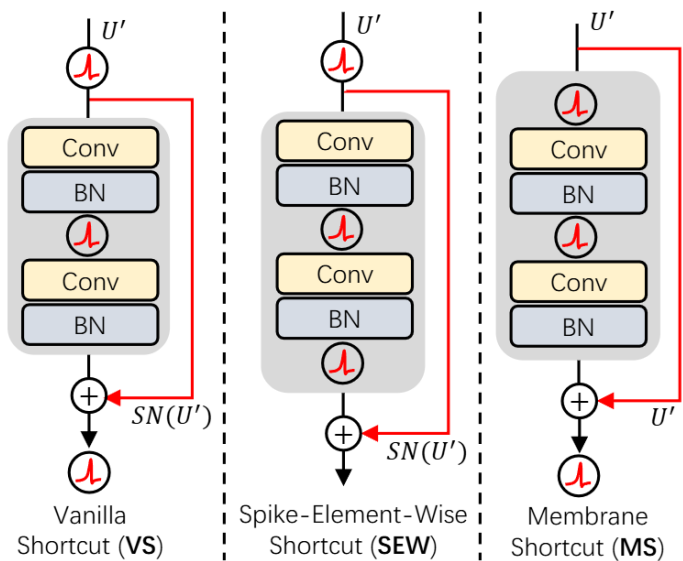 U′
Conv
BN
Conv
BN
+
SN(U′)
Vanilla
Shortcut (VS)
U′
Conv
BN
Conv
BN
+
SN(U′)
Spike-Element-Wise
Shortcut (SEW)
U′
Conv
BN
Conv
BN
+
U′
Membrane
Shortcut (MS)